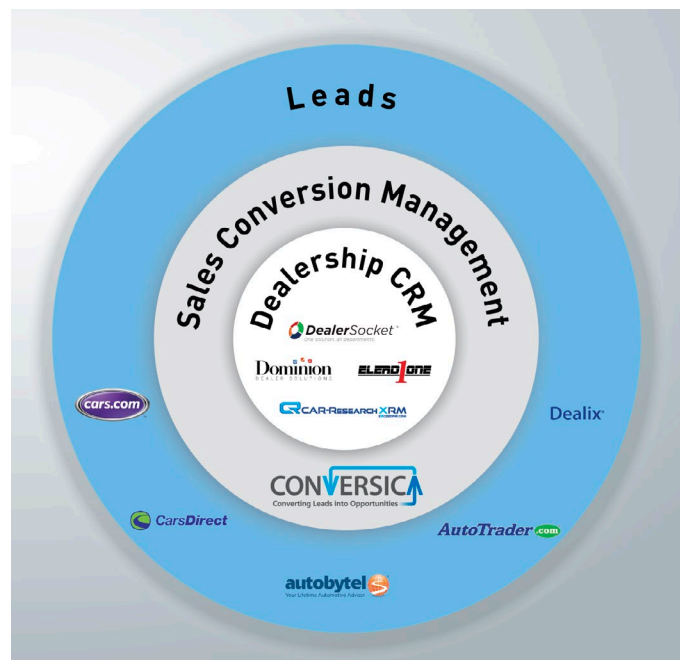 Leads
Sales Conversion Management
Dealership CRM
DealerSocket
One solution. all departments.
Dominion
DEALER SOLUTIONS
ELEAD1ONE
CAR-RESEARCH XRM
cars.com
Dealix
CONVERSICA
Converting Leads into Opportunities
CarsDirect
AutoTrader.com
autobytel
Your Lifetime Automotive Advisor